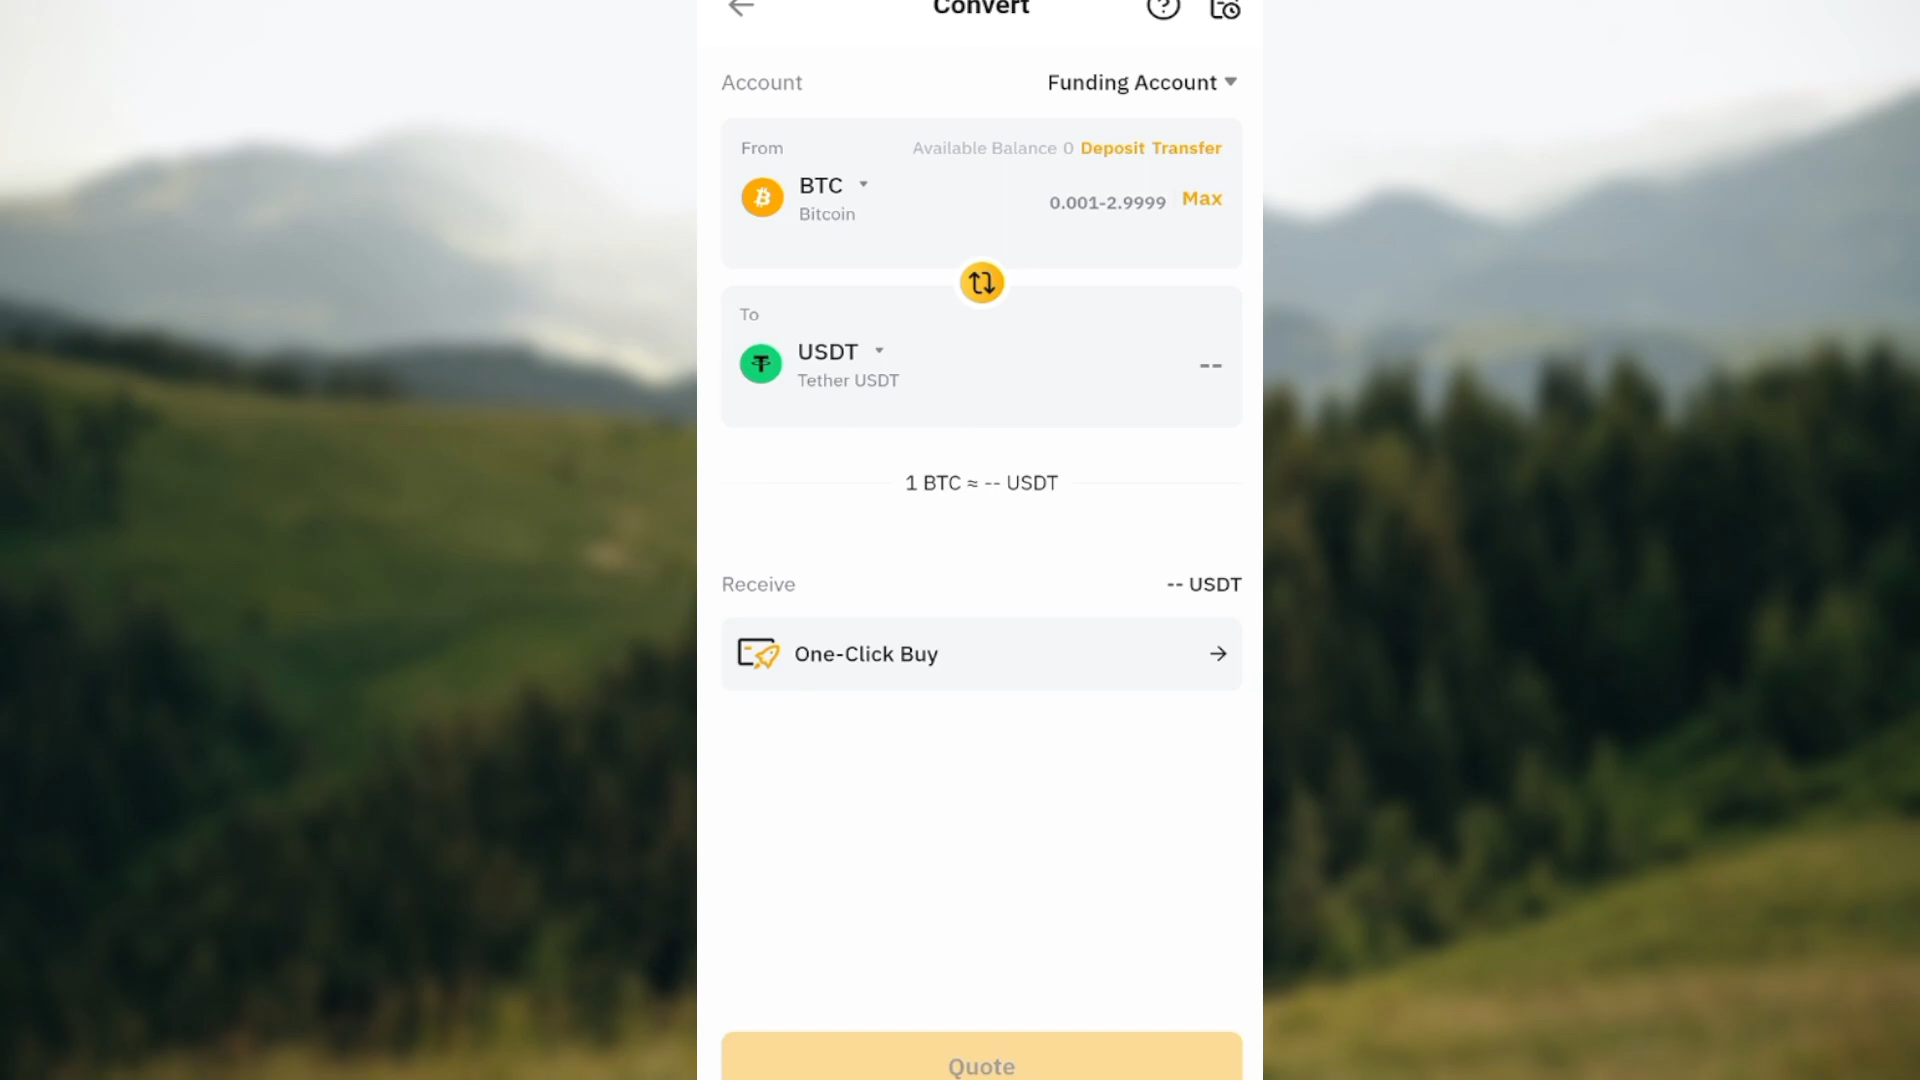 Convert
Account Funding Account
From Available Balance 0 Deposit Transfer
BTC
Bitcoin
0.001-2.9999 Max
To
USDT
Tether USDT
--
1 BTC ≈ -- USDT
Receive -- USDT
One-Click Buy
Quote